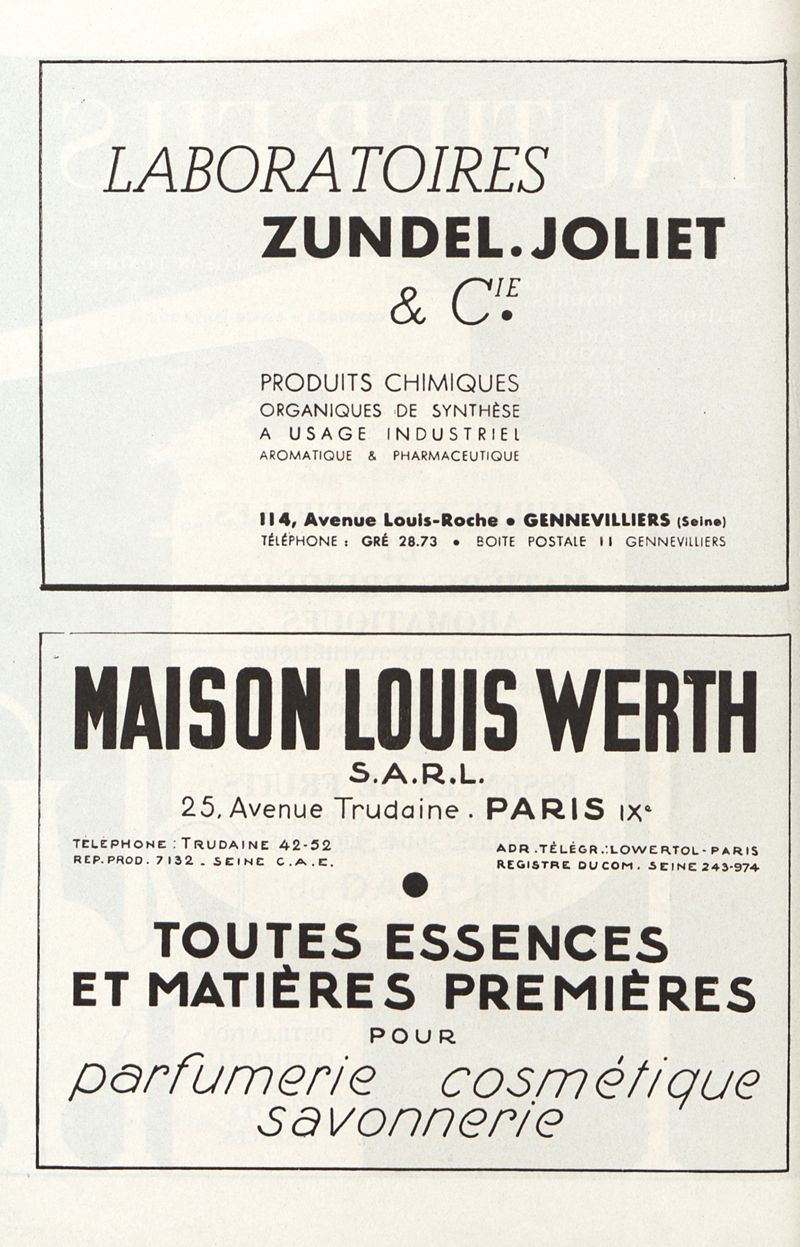 LABORATOIRES
ZUNDEL.JOLIET
& CIE.
PRODUITS CHIMIQUES
ORGANIQUES DE SYNTHÈSE
A USAGE INDUSTRIEL
AROMATIQUE & PHARMACEUTIQUE
114, Avenue Louis-Roche • GENNEVILLIERS (Seine)
TÉLÉPHONE : GRÉ 28.73 • BOITE POSTALE 11 GENNEVILLIERS
MAISON LOUIS WERTH
S.A.R.L.
25, Avenue Trudaine. PARIS IXe
TÉLÉPHONE : TRUDAINE 42-52
REP. PROD. 7132 - SEINE C.A.E.
ADR. TÉLÉGR.: LOWERTOL - PARIS
REGISTRE DU COM. SEINE 243-974
TOUTES ESSENCES
ET MATIÈRES PREMIÈRES
POUR
parfumerie cosmétique
savonnerie